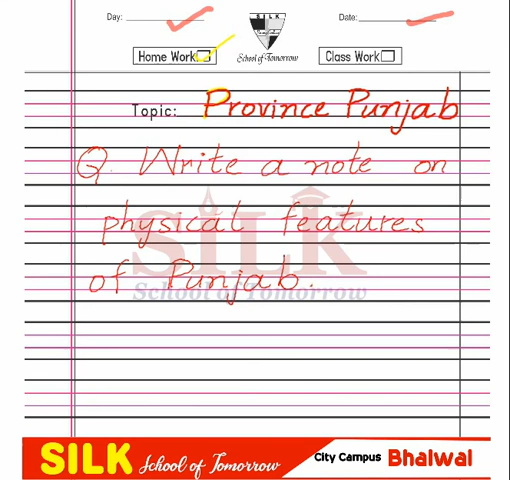 Day:
SILK
Date:
Home Work
School of Tomorrow
Class Work
Topic: Province Punjab
Q. Write a note on
physical features
of Punjab.
SILK
School of Tomorrow
SILK School of Tomorrow City Campus Bhalwal